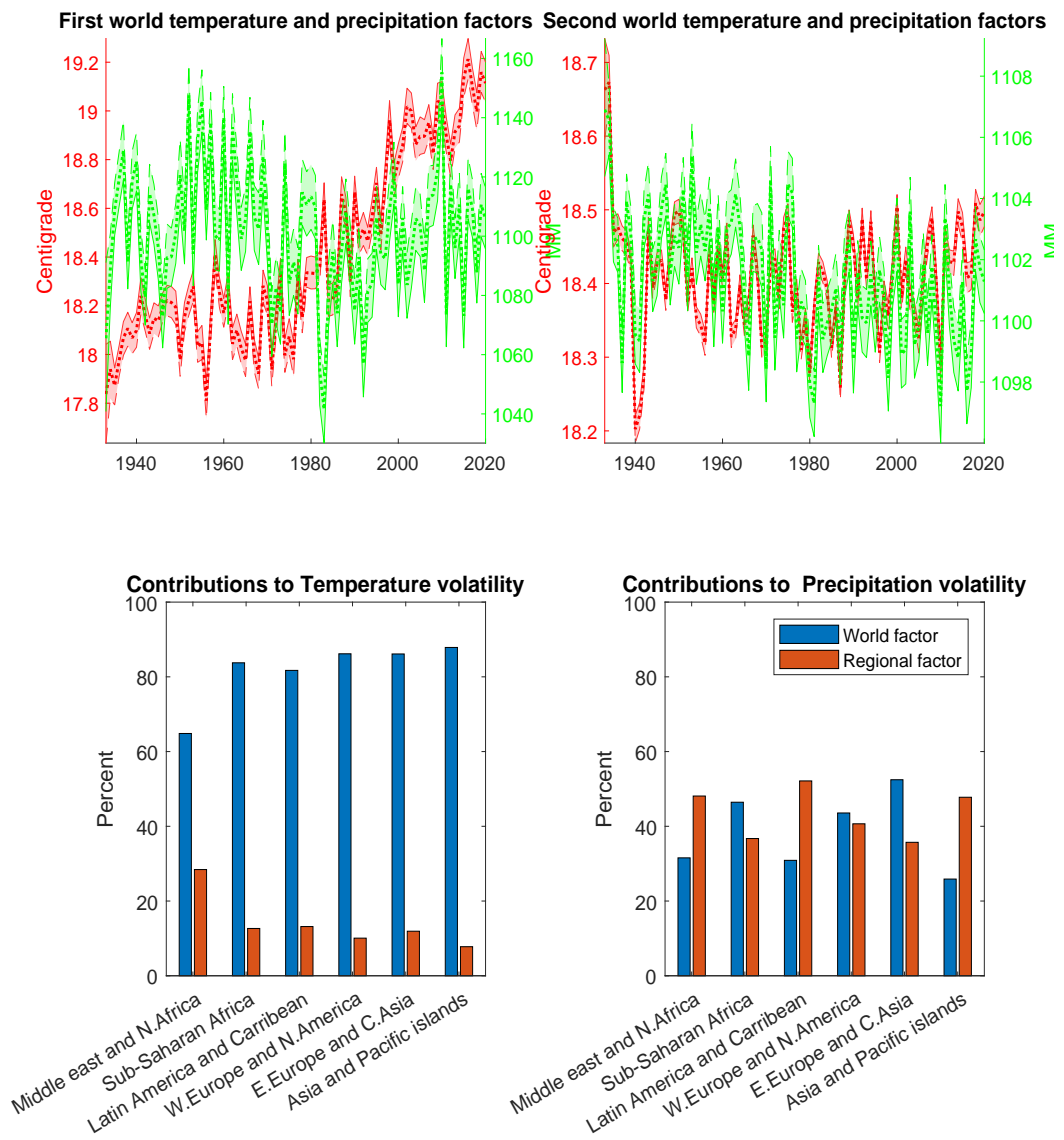 First world temperature and precipitation factors
Second world temperature and precipitation factors
Centigrade
19.2
19
18.8
18.6
18.4
18.2
18
17.8
1160
1140
1120
1100
1080
1060
1040
MM
1940
1960
1980
2000
2020
Centigrade
18.7
18.6
18.5
18.4
18.3
18.2
1108
1106
1104
1102
1100
1098
MM
1940
1960
1980
2000
2020
Contributions to Temperature volatility
Percent
100
80
60
40
20
0
Middle east and N.Africa
Sub-Saharan Africa
Latin America and Carribean
W.Europe and N.America
E.Europe and C.Asia
Asia and Pacific islands
Contributions to  Precipitation volatility
World factor
Regional factor
Percent
100
80
60
40
20
0
Middle east and N.Africa
Sub-Saharan Africa
Latin America and Carribean
W.Europe and N.America
E.Europe and C.Asia
Asia and Pacific islands